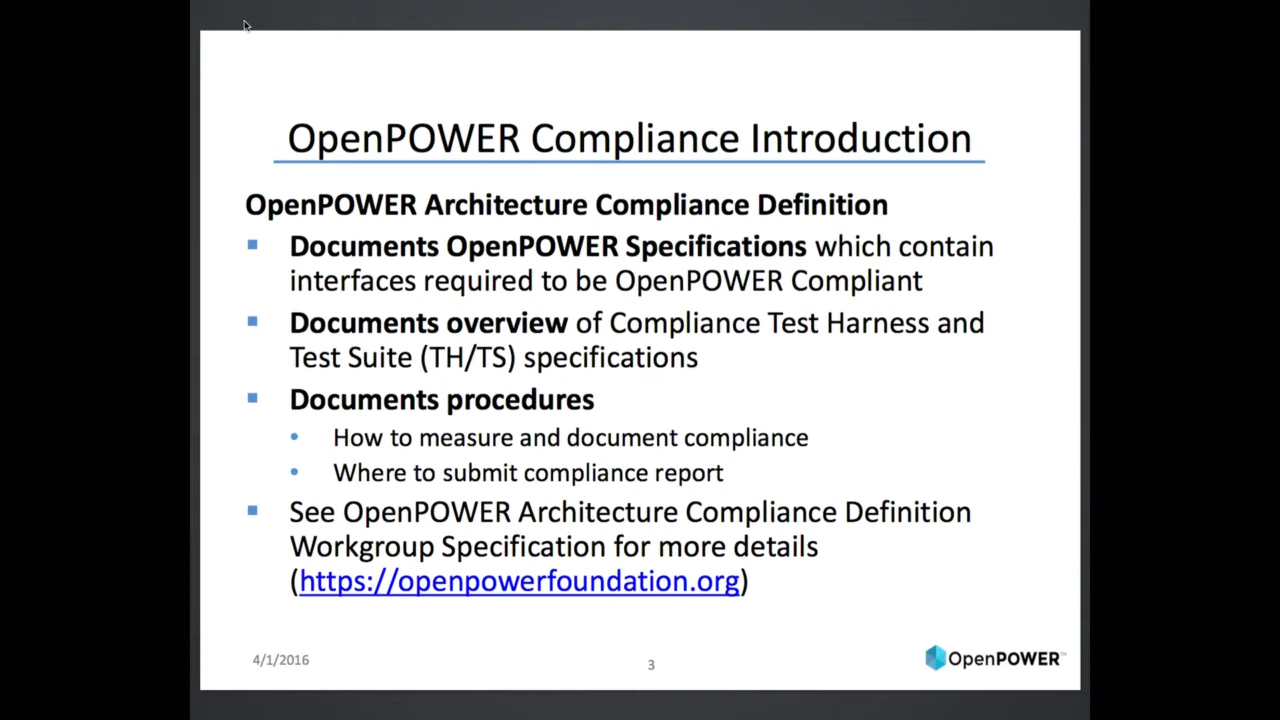 OpenPOWER Compliance Introduction
OpenPOWER Architecture Compliance Definition
Documents OpenPOWER Specifications which contain
interfaces required to be OpenPOWER Compliant
Documents overview of Compliance Test Harness and
Test Suite (TH/TS) specifications
Documents procedures
How to measure and document compliance
Where to submit compliance report
See OpenPOWER Architecture Compliance Definition
Workgroup Specification for more details
(https://openpowerfoundation.org)
4/1/2016
3
OpenPOWER™